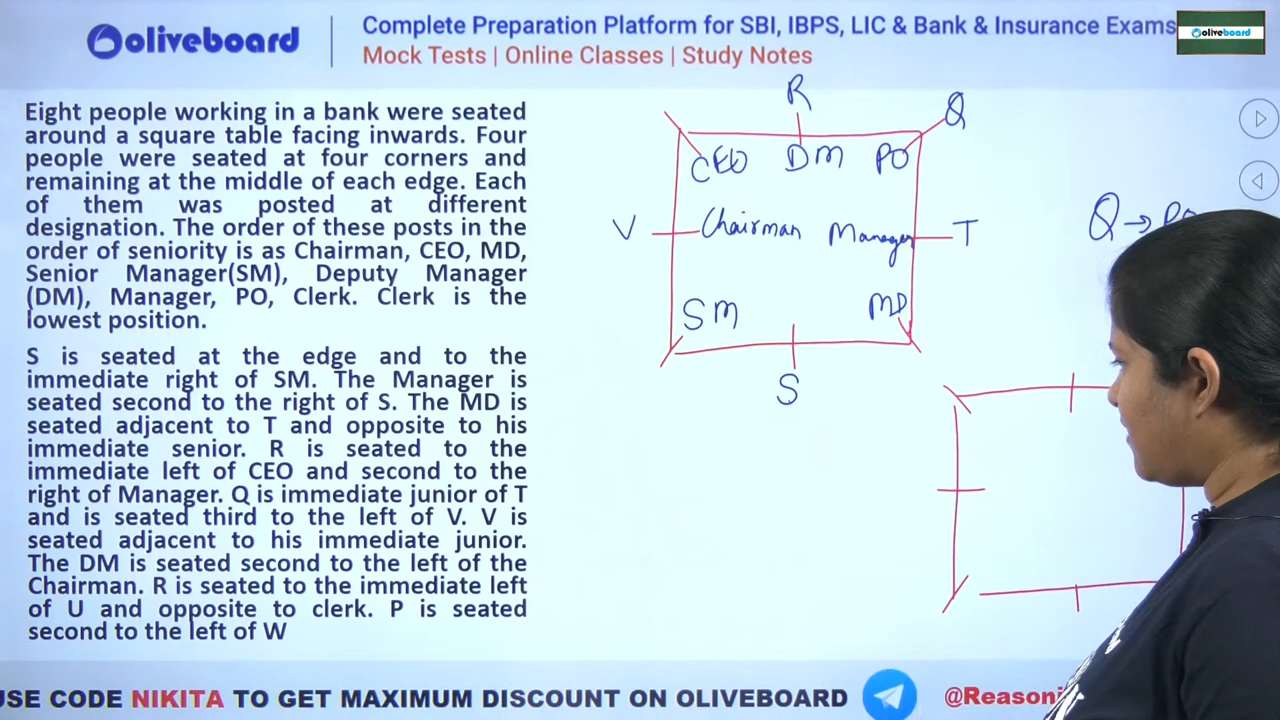 oliveboard
Complete Preparation Platform for SBI, IBPS, LIC & Bank & Insurance Exams
Mock Tests | Online Classes | Study Notes
oliveboard
Eight people working in a bank were seated
around a square table facing inwards. Four
people were seated at four corners and
remaining at the middle of each edge. Each
of them was posted at different
designation. The order of these posts in the
order of seniority is as Chairman, CEO, MD,
Senior Manager(SM), Deputy Manager
(DM), Manager, PO, Clerk. Clerk is the
lowest position.
S is seated at the edge and to the
immediate right of SM. The Manager is
seated second to the right of S. The MD is
seated adjacent to T and opposite to his
immediate senior. R is seated to the
immediate left of CEO and second to the
right of Manager. Q is immediate junior of T
and is seated third to the left of V. V is
seated adjacent to his immediate junior.
The DM is seated second to the left of the
Chairman. R is seated to the immediate left
of U and opposite to clerk. P is seated
second to the left of W
R
Q
CEO DM PO
V Chairman Manager T
SM MD
S
Q →
USE CODE NIKITA TO GET MAXIMUM DISCOUNT ON OLIVEBOARD
@Reasoni